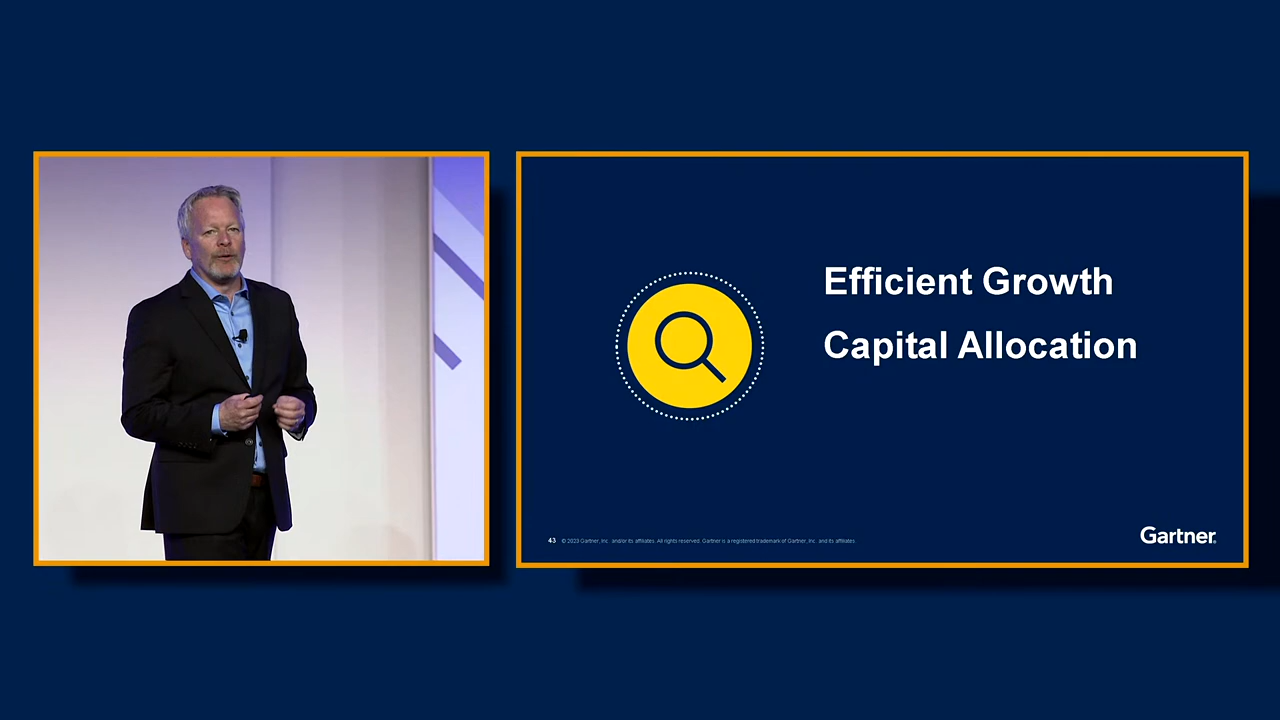 Efficient Growth
Capital Allocation
43 © 2023 Gartner, Inc. and/or its affiliates. All rights reserved. Gartner is a registered trademark of Gartner, Inc. and its affiliates.
Gartner®